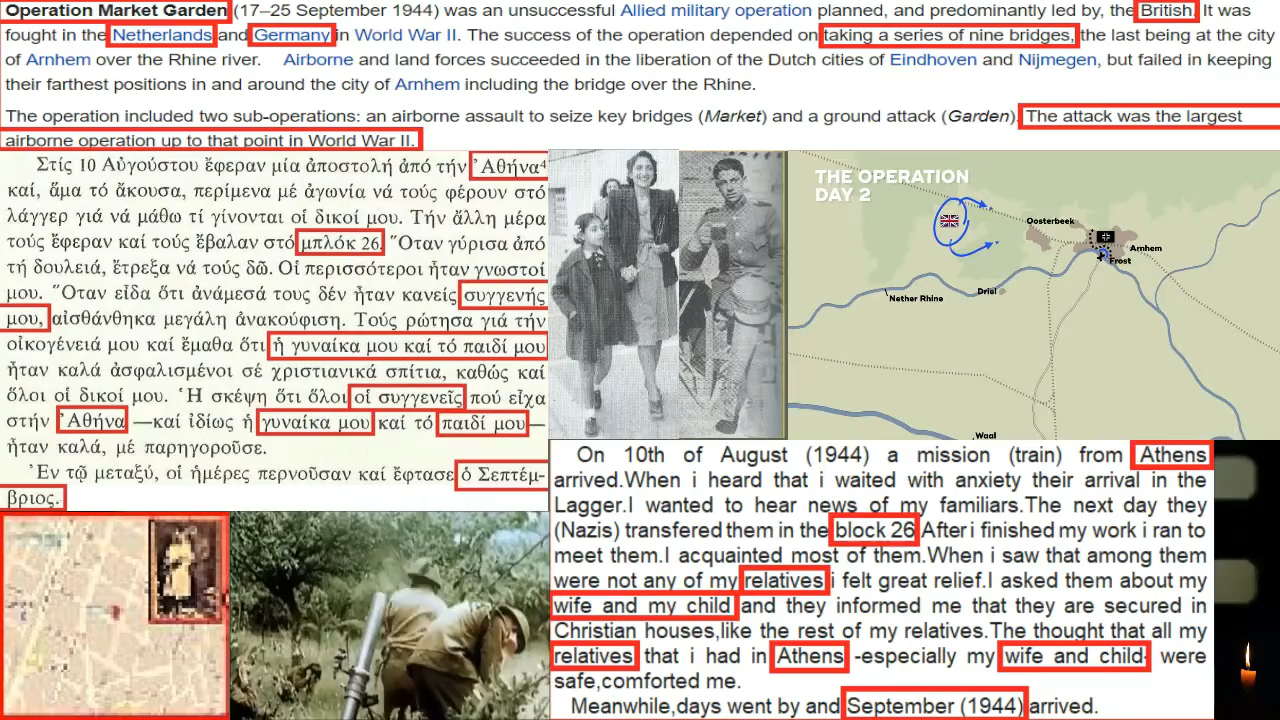 Operation Market Garden (17–25 September 1944) was an unsuccessful Allied military operation planned, and predominantly led by, the British. It was
fought in the Netherlands and Germany in World War II. The success of the operation depended on taking a series of nine bridges, the last being at the city
of Arnhem over the Rhine river. Airborne and land forces succeeded in the liberation of the Dutch cities of Eindhoven and Nijmegen, but failed in keeping
their farthest positions in and around the city of Arnhem including the bridge over the Rhine.
The operation included two sub-operations: an airborne assault to seize key bridges (Market) and a ground attack (Garden). The attack was the largest
airborne operation up to that point in World War II.
Στίς 10 Αὐγούστου ἔφεραν μία ἀποστολή ἀπό τήν Ἀθήνα⁴
καί, ἅμα τό ἄκουσα, περίμενα μέ ἀγωνία νά τούς φέρουν στό
λάγγερ γιά νά μάθω τί γίνονται οἱ δικοί μου. Τήν ἄλλη μέρα
τούς ἔφεραν καί τούς ἔβαλαν στό μπλόκ 26. Ὅταν γύρισα ἀπό
τή δουλειά, ἔτρεξα νά τούς δῶ. Οἱ περισσότεροι ἦταν γνωστοί
μου. Ὅταν εἶδα ὅτι ἀνάμεσά τους δέν ἦταν κανείς συγγενής
μου, αἰσθάνθηκα μεγάλη ἀνακούφιση. Τούς ρώτησα γιά τήν
οἰκογένειά μου καί ἔμαθα ὅτι ἡ γυναίκα μου καί τό παιδί μου
ἦταν καλά ἀσφαλισμένοι σέ χριστιανικά σπίτια, καθώς καί
ὅλοι οἱ δικοί μου. Ἡ σκέψη ὅτι ὅλοι οἱ συγγενεῖς πού εἶχα
στήν Ἀθήνα —καί ἰδίως ἡ γυναίκα μου καί τό παιδί μου—
ἦταν καλά, μέ παρηγοροῦσε.
Ἐν τῷ μεταξύ, οἱ ἡμέρες περνοῦσαν καί ἔφτασε ὁ Σεπτέμ-
βριος.
THE OPERATION
DAY 2
Oosterbeek
Arnhem
Frost
Driel
Nether Rhine
Waal
On 10th of August (1944) a mission (train) from Athens
arrived.When i heard that i waited with anxiety their arrival in the
Lagger.I wanted to hear news of my familiars.The next day they
(Nazis) transfered them in the block 26 After i finished my work i ran to
meet them.I acquainted most of them.When i saw that among them
were not any of my relatives i felt great relief.I asked them about my
wife and my child and they informed me that they are secured in
Christian houses,like the rest of my relatives.The thought that all my
relatives that i had in Athens -especially my wife and child- were
safe,comforted me.
Meanwhile,days went by and September (1944) arrived.